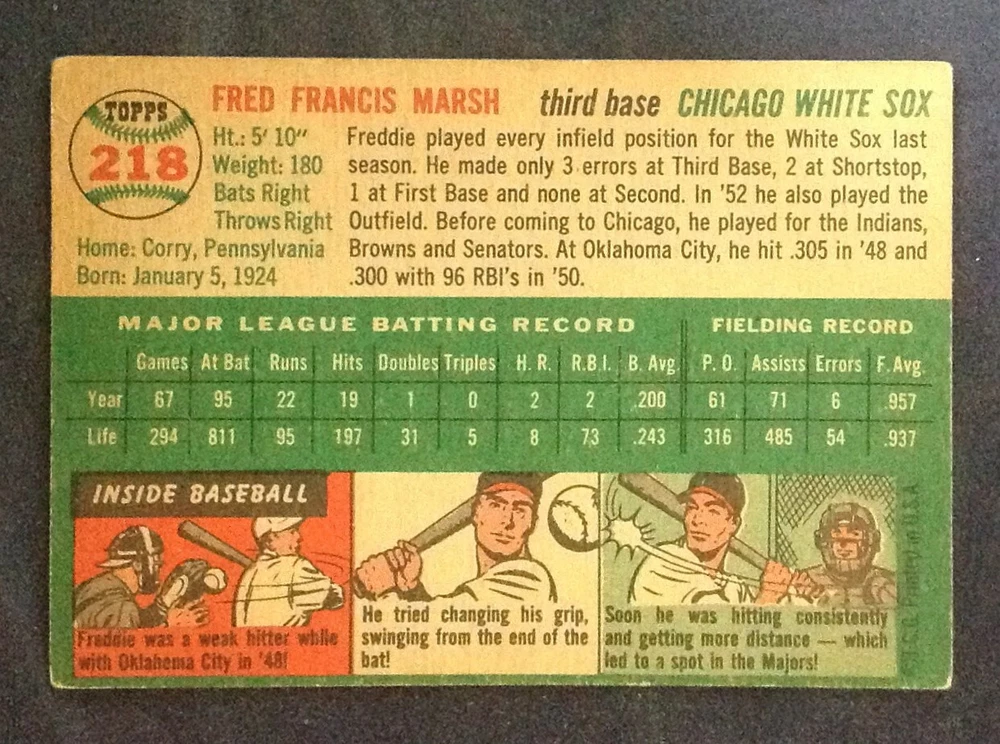 TOPPS
218
FRED FRANCIS MARSH third base CHICAGO WHITE SOX
Ht.: 5' 10"
Weight: 180
Bats Right
Throws Right
Home: Corry, Pennsylvania
Born: January 5, 1924
Freddie played every infield position for the White Sox last
season. He made only 3 errors at Third Base, 2 at Shortstop,
1 at First Base and none at Second. In '52 he also played the
Outfield. Before coming to Chicago, he played for the Indians,
Browns and Senators. At Oklahoma City, he hit .305 in '48 and
.300 with 96 RBI's in '50.
MAJOR LEAGUE BATTING RECORD FIELDING RECORD
Games At Bat Runs Hits Doubles Triples H. R. R.B.I. B. Avg. P. O. Assists Errors F. Avg.
Year 67 95 22 19 1 0 2 2 .200 61 71 6 .957
Life 294 811 95 197 31 5 8 73 .243 316 485 54 .937
INSIDE BASEBALL
Freddie was a weak hitter while
with Oklahoma City in '48!
He tried changing his grip,
swinging from the end of the
bat!
Soon he was hitting consistently
and getting more distance — which
led to a spot in the Majors!